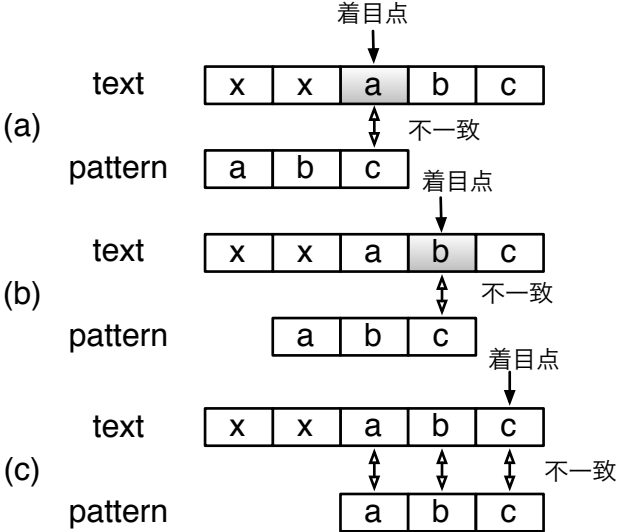 着目点
text x x a b c
(a) 不一致
pattern a b c
着目点
text x x a b c
(b) 不一致
pattern a b c
着目点
text x x a b c
(c) 不一致
pattern a b c